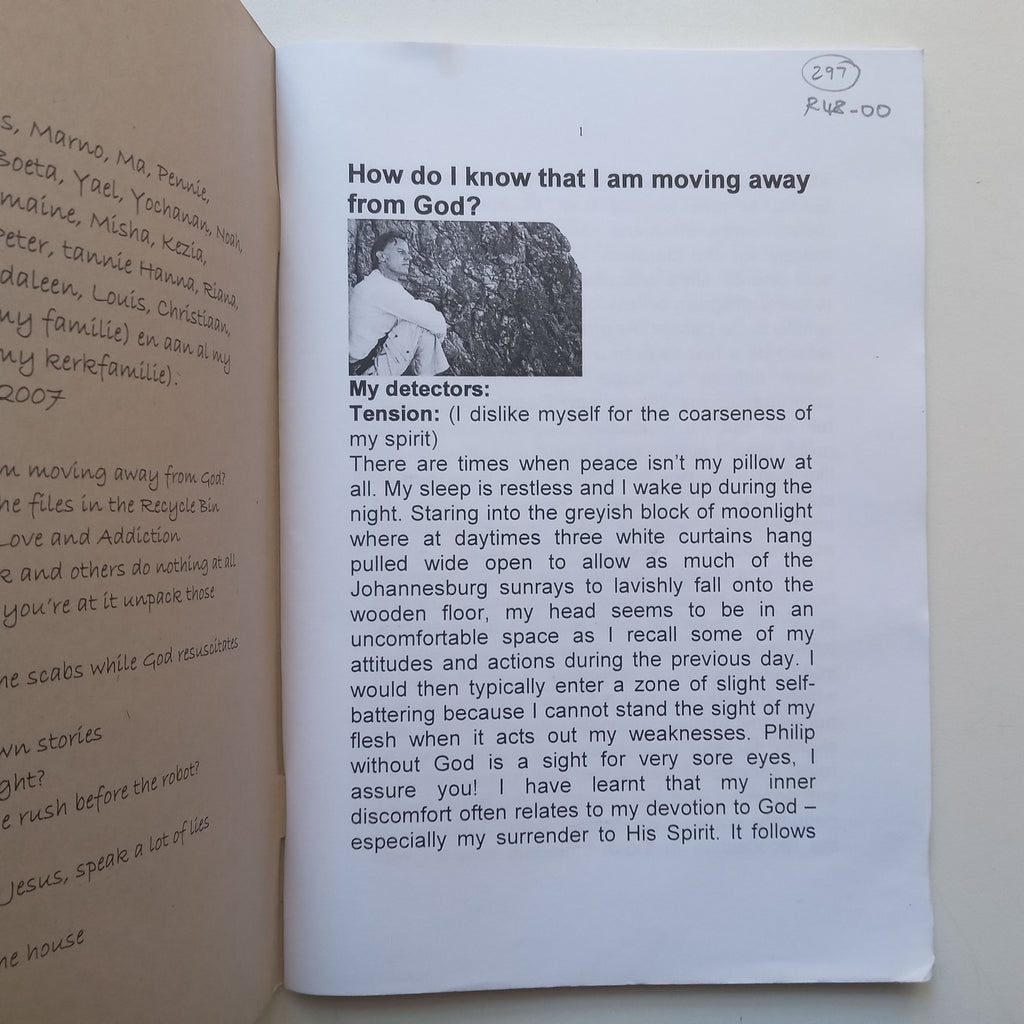 s, Marno, Ma, Pennie,
Boeta, Yael, Yochanan, Noah,
maine, Misha, Kezia,
Peter, tannie Hanna, Riana,
daleen, Louis, Christiaan,
my familie) en aan al my
my kerkfamilie).
2007
m moving away from God?
he files in the Recycle Bin
Love and Addiction
k and others do nothing at all
you're at it unpack those
he scabs while God resuscitates
wn stories
ght?
e rush before the robot?
Jesus, speak a lot of lies
he house
297
R48-00
1
How do I know that I am moving away
from God?
My detectors:
Tension: (I dislike myself for the coarseness of
my spirit)
There are times when peace isn't my pillow at
all. My sleep is restless and I wake up during the
night. Staring into the greyish block of moonlight
where at daytimes three white curtains hang
pulled wide open to allow as much of the
Johannesburg sunrays to lavishly fall onto the
wooden floor, my head seems to be in an
uncomfortable space as I recall some of my
attitudes and actions during the previous day. I
would then typically enter a zone of slight self-
battering because I cannot stand the sight of my
flesh when it acts out my weaknesses. Philip
without God is a sight for very sore eyes, I
assure you! I have learnt that my inner
discomfort often relates to my devotion to God –
especially my surrender to His Spirit. It follows